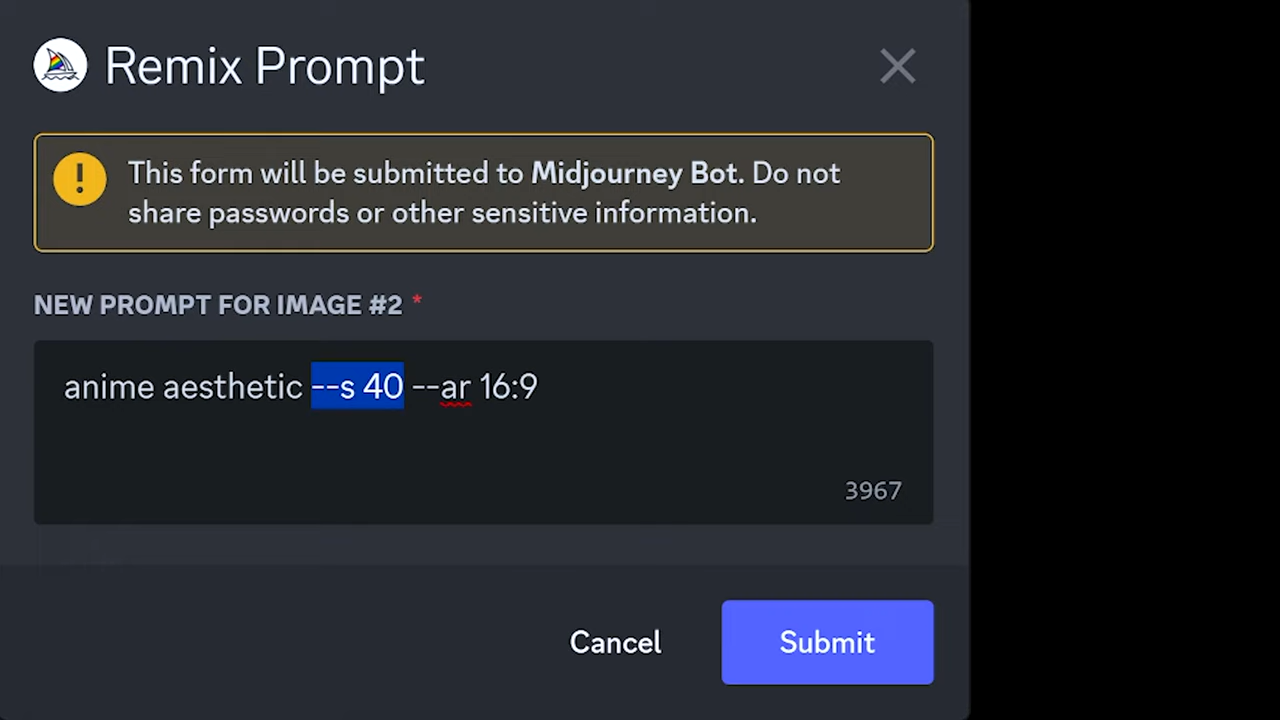 Remix Prompt
This form will be submitted to Midjourney Bot. Do not
share passwords or other sensitive information.
NEW PROMPT FOR IMAGE #2 *
anime aesthetic --s 40 --ar 16:9
3967
Cancel
Submit